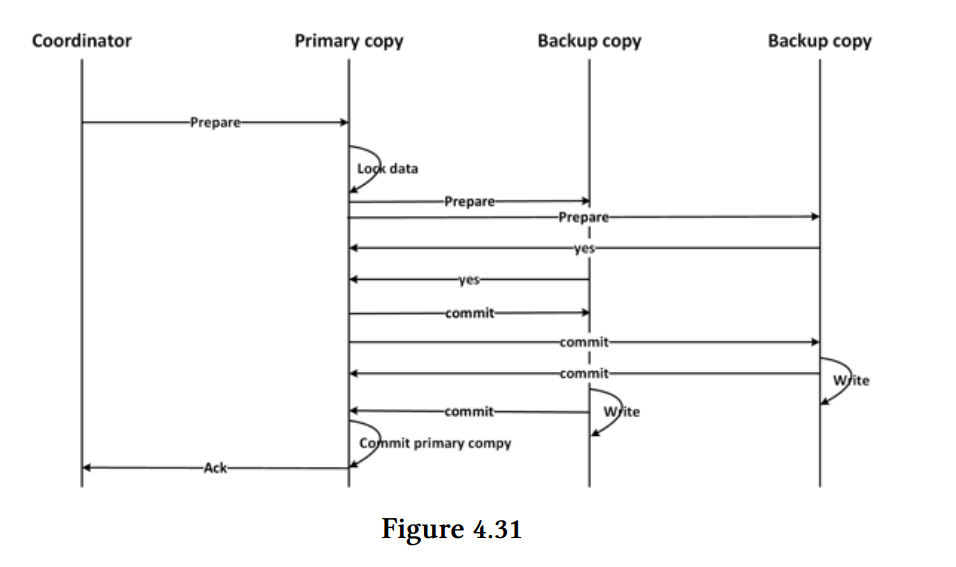 Coordinator Primary copy Backup copy Backup copy
Prepare
Lock data
Prepare
Prepare
yes
yes
commit
commit
commit
Write
commit Write
Commit primary compy
Ack
Figure 4.31